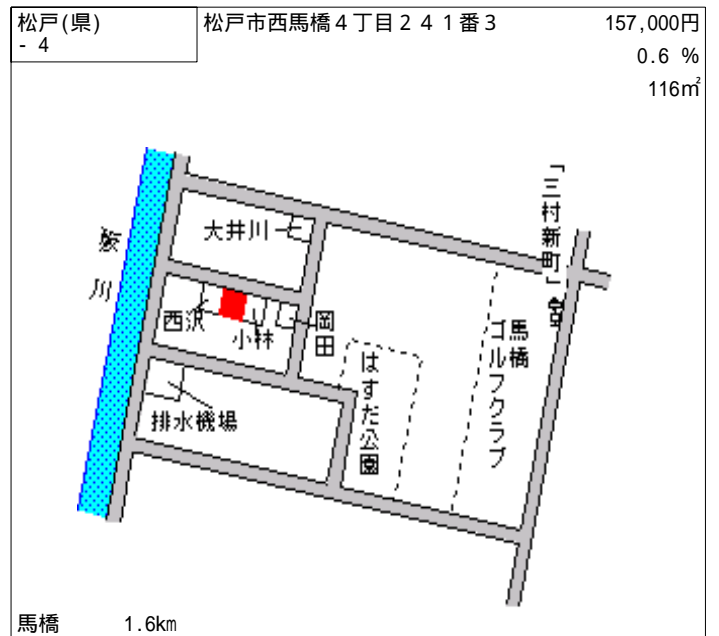 松戸(県)
- 4
松戸市西馬橋4丁目241番3
157,000円
0.6 %
116㎡
「三村新町」
大井川
川
西沢
小林
岡田
馬橋
ゴルフクラブ
はすだ公園
排水機場
馬橋 1.6km